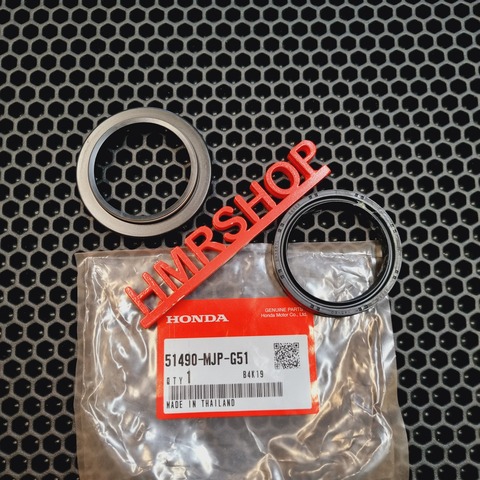 HMRSHOP
HONDA
GENUINE PARTS
Honda Motor Co., Ltd.
51490-MJP-G51
QTY 1
B4K19
MADE IN THAILAND